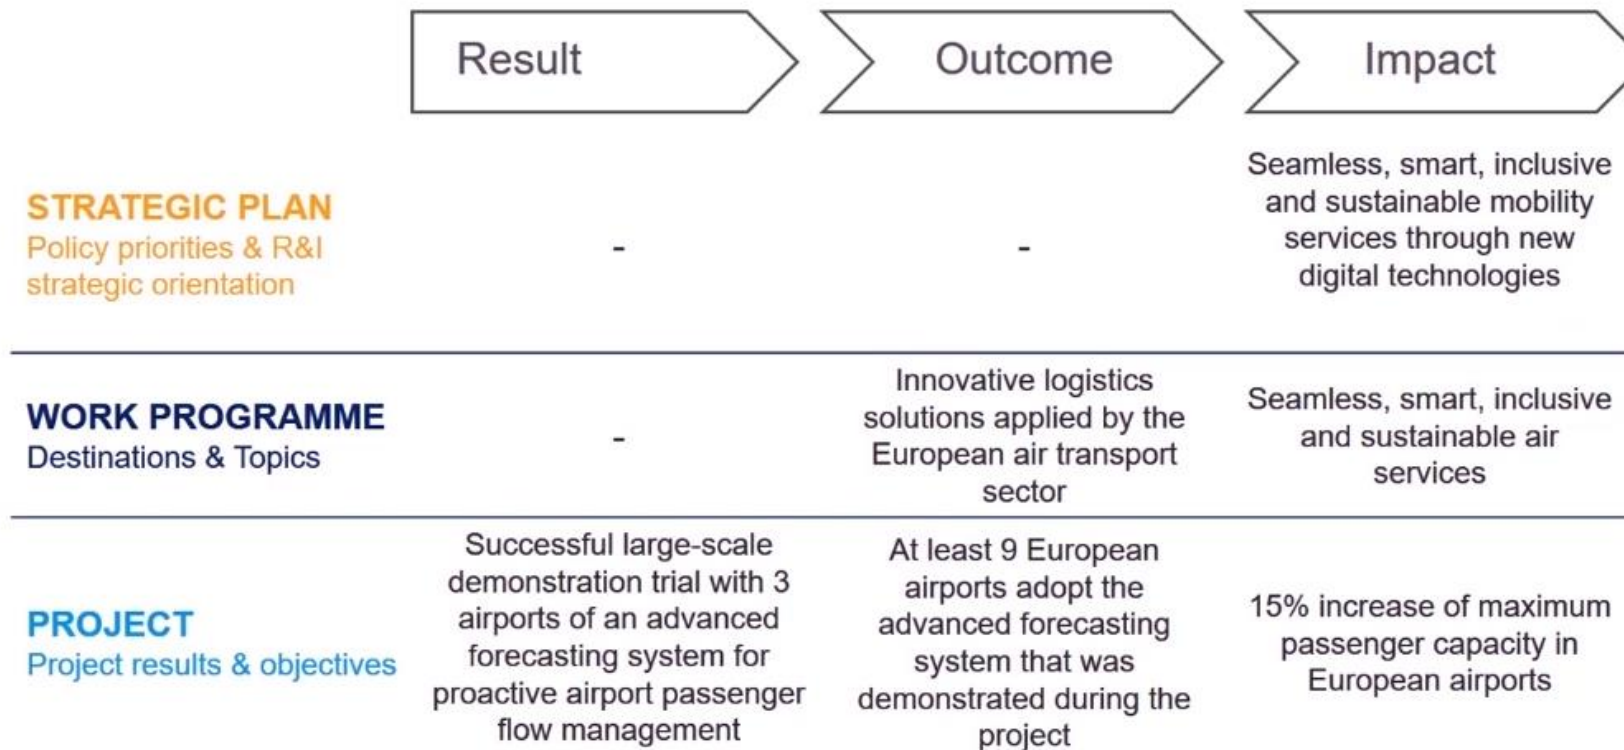 Result
Outcome
Impact
STRATEGIC PLAN
Policy priorities & R&I
strategic orientation
-
-
Seamless, smart, inclusive
and sustainable mobility
services through new
digital technologies
WORK PROGRAMME
Destinations & Topics
-
Innovative logistics
solutions applied by the
European air transport
sector
Seamless, smart, inclusive
and sustainable air
services
PROJECT
Project results & objectives
Successful large-scale
demonstration trial with 3
airports of an advanced
forecasting system for
proactive airport passenger
flow management
At least 9 European
airports adopt the
advanced forecasting
system that was
demonstrated during the
project
15% increase of maximum
passenger capacity in
European airports